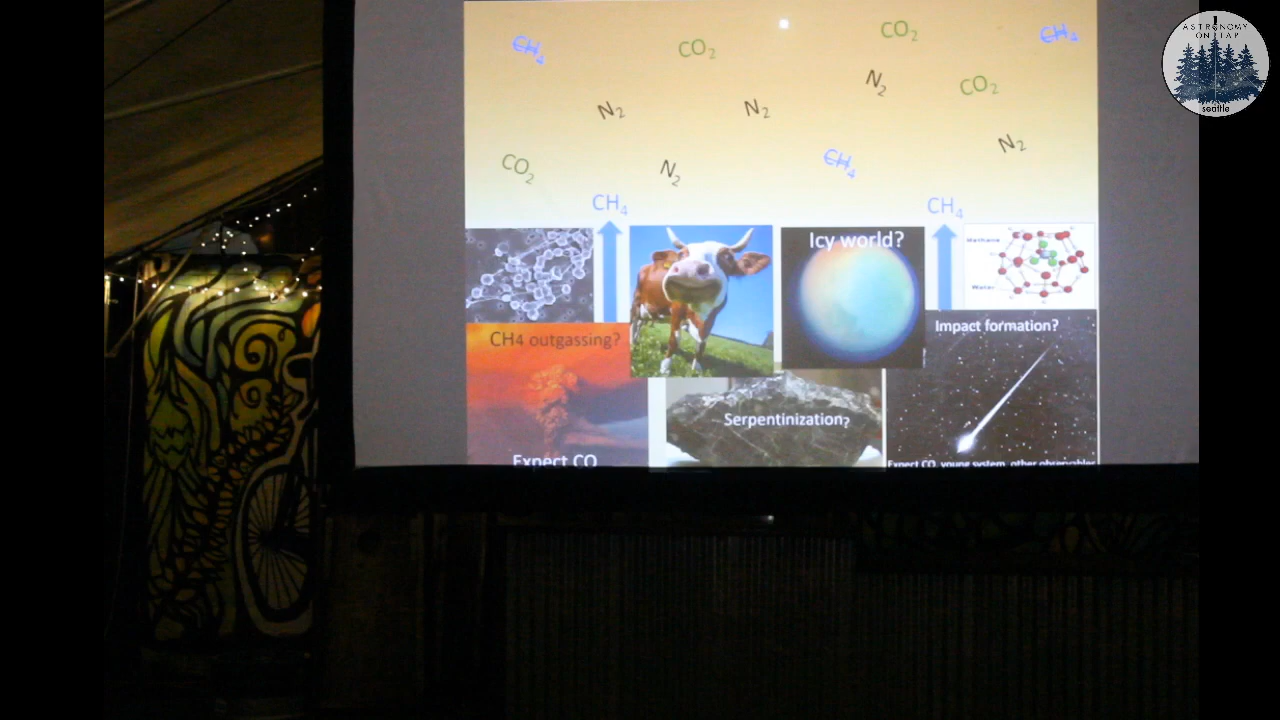 CH4
CO2
CO2
CH4
N2
CO2
N2
N2
N2
CO2
N2
CH4
CH4
CH4
Icy world?
Methane
Water
CH4 outgassing?
Impact formation?
Serpentinization?
Expect CO
Expect CO, young system, other observables
ASTRONOMY
ON TAP
seattle